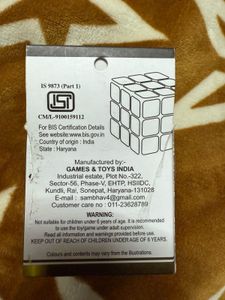 IS 9873 (Part 1)
ISI
CM/L-9100159112
For BIS Certification Details
See website:www.bis.gov.in
Country of origin : India
State : Haryana
Manufactured by:-
GAMES & TOYS INDIA
Industrial estate, Plot No.-322,
Sector-56, Phase-V, EHTP, HSIIDC,
Kundli, Rai, Sonepat, Haryana-131028
E-mail : sambhav4@gmail.com
Customer care on : 011-23628789
WARNING:
Not suitable for children under 6 years of age. It is recommended
to use the toy/game under adult supervision.
Read all information and warnings provided before use.
KEEP OUT OF REACH OF CHILDREN UNDER AGE OF 6 YEARS.
Colours and contents may vary from the illustrations.